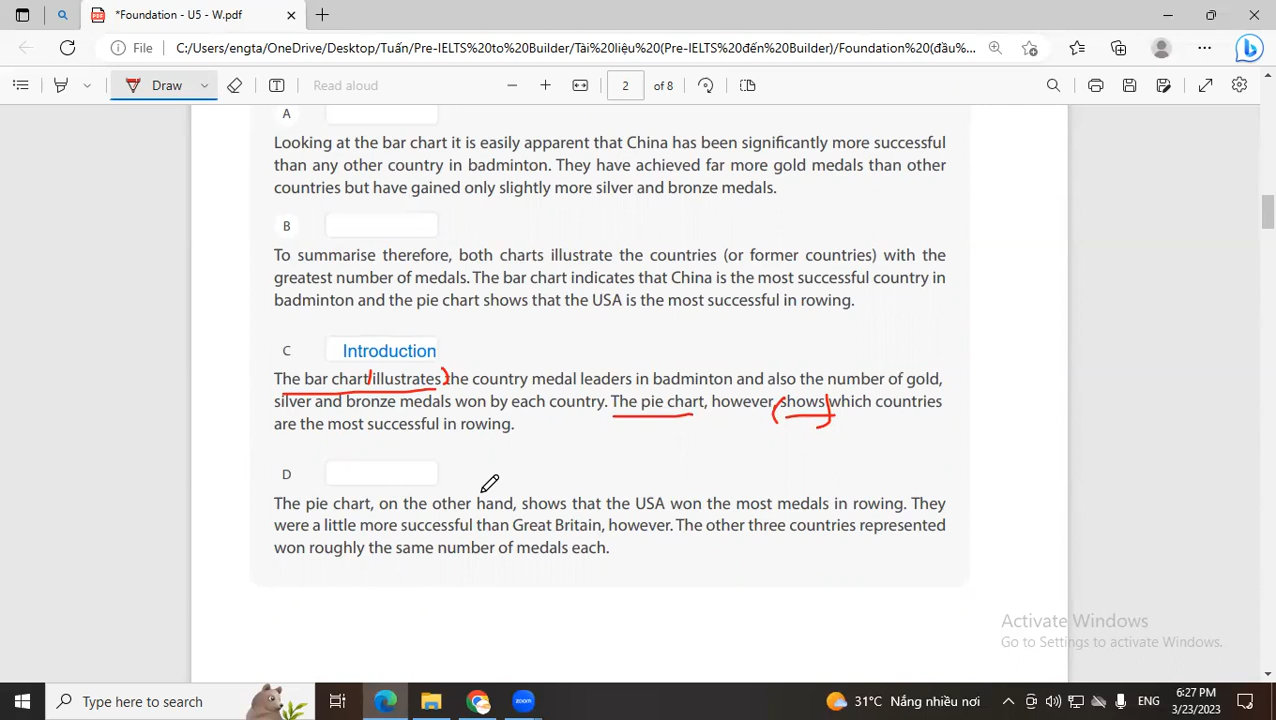 *Foundation - U5 - W.pdf
File
C:/Users/engta/OneDrive/Desktop/Tuấn/Pre-IELTS%20to%20Builder/Tài%20liệu%20(Pre-IELTS%20đến%20Builder)/Foundation%20(đầu%...
Draw
Read aloud
2
of 8
A
Looking at the bar chart it is easily apparent that China has been significantly more successful
than any other country in badminton. They have achieved far more gold medals than other
countries but have gained only slightly more silver and bronze medals.
B
To summarise therefore, both charts illustrate the countries (or former countries) with the
greatest number of medals. The bar chart indicates that China is the most successful country in
badminton and the pie chart shows that the USA is the most successful in rowing.
C
Introduction
The bar chart illustrates the country medal leaders in badminton and also the number of gold,
silver and bronze medals won by each country. The pie chart, however, shows which countries
are the most successful in rowing.
D
The pie chart, on the other hand, shows that the USA won the most medals in rowing. They
were a little more successful than Great Britain, however. The other three countries represented
won roughly the same number of medals each.
Activate Windows
Go to Settings to activate Windows.
Type here to search
zoom
31°C Nắng nhiều nơi
ENG
6:27 PM
3/23/2023